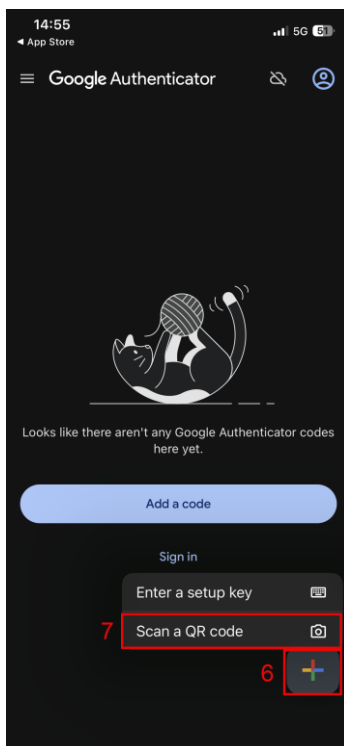 14:55
5G 51
◀ App Store
Google Authenticator
Looks like there aren't any Google Authenticator codes
here yet.
Add a code
Sign in
Enter a setup key
7 Scan a QR code
6